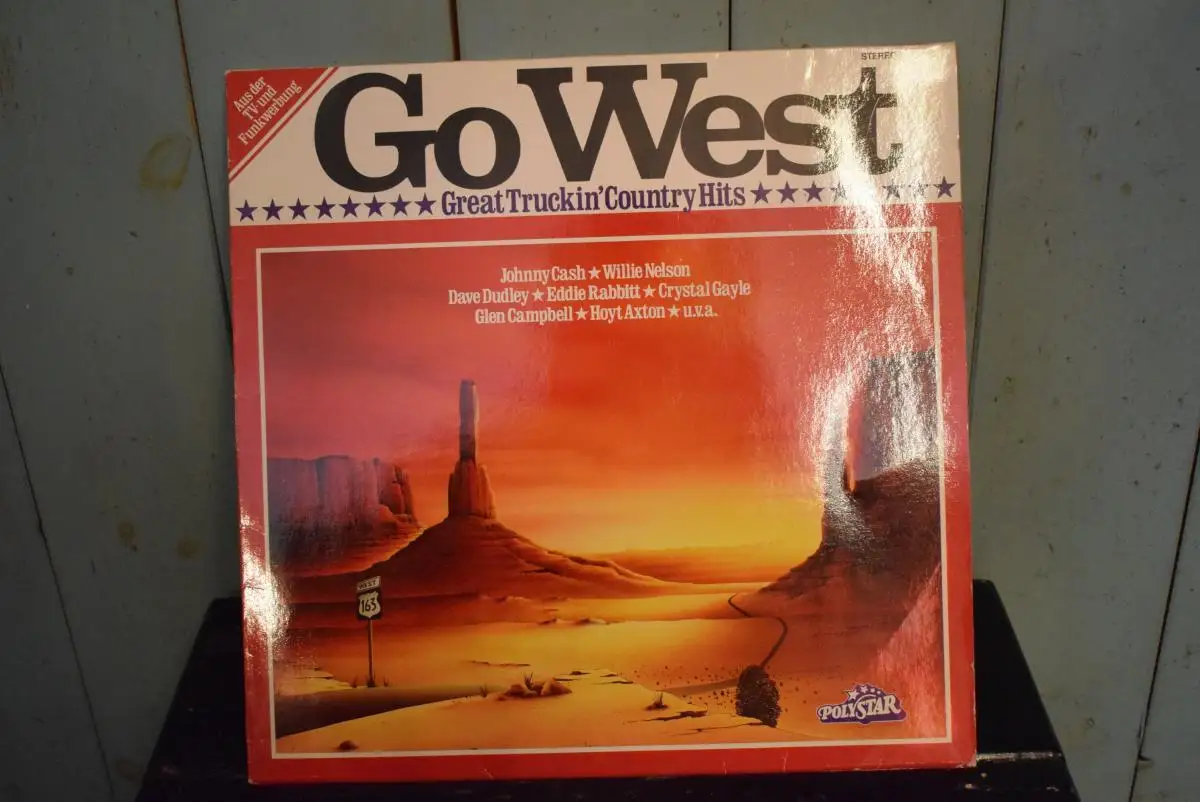 Aus der
TV- und
Funkwerbung
STEREO
Go West
Great Truckin' Country Hits
Johnny Cash ★ Willie Nelson
Dave Dudley ★ Eddie Rabbitt ★ Crystal Gayle
Glen Campbell ★ Hoyt Axton ★ u.v.a.
WEST
163
POLYSTAR